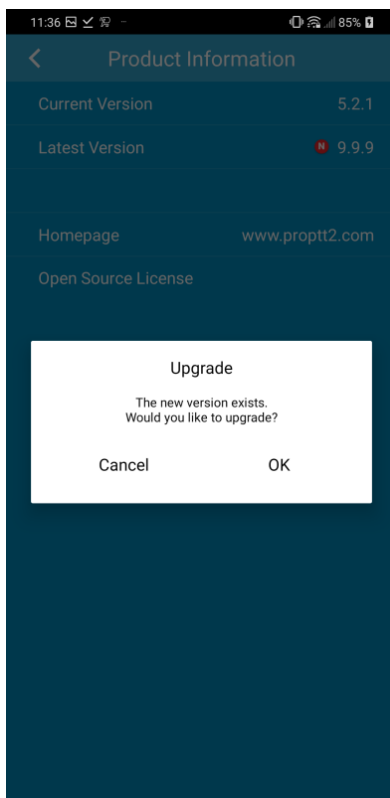 11:36 85%
Product Information
Current Version 5.2.1
Latest Version N 9.9.9
Homepage www.proptt2.com
Open Source License
Upgrade
The new version exists.
Would you like to upgrade?
Cancel OK